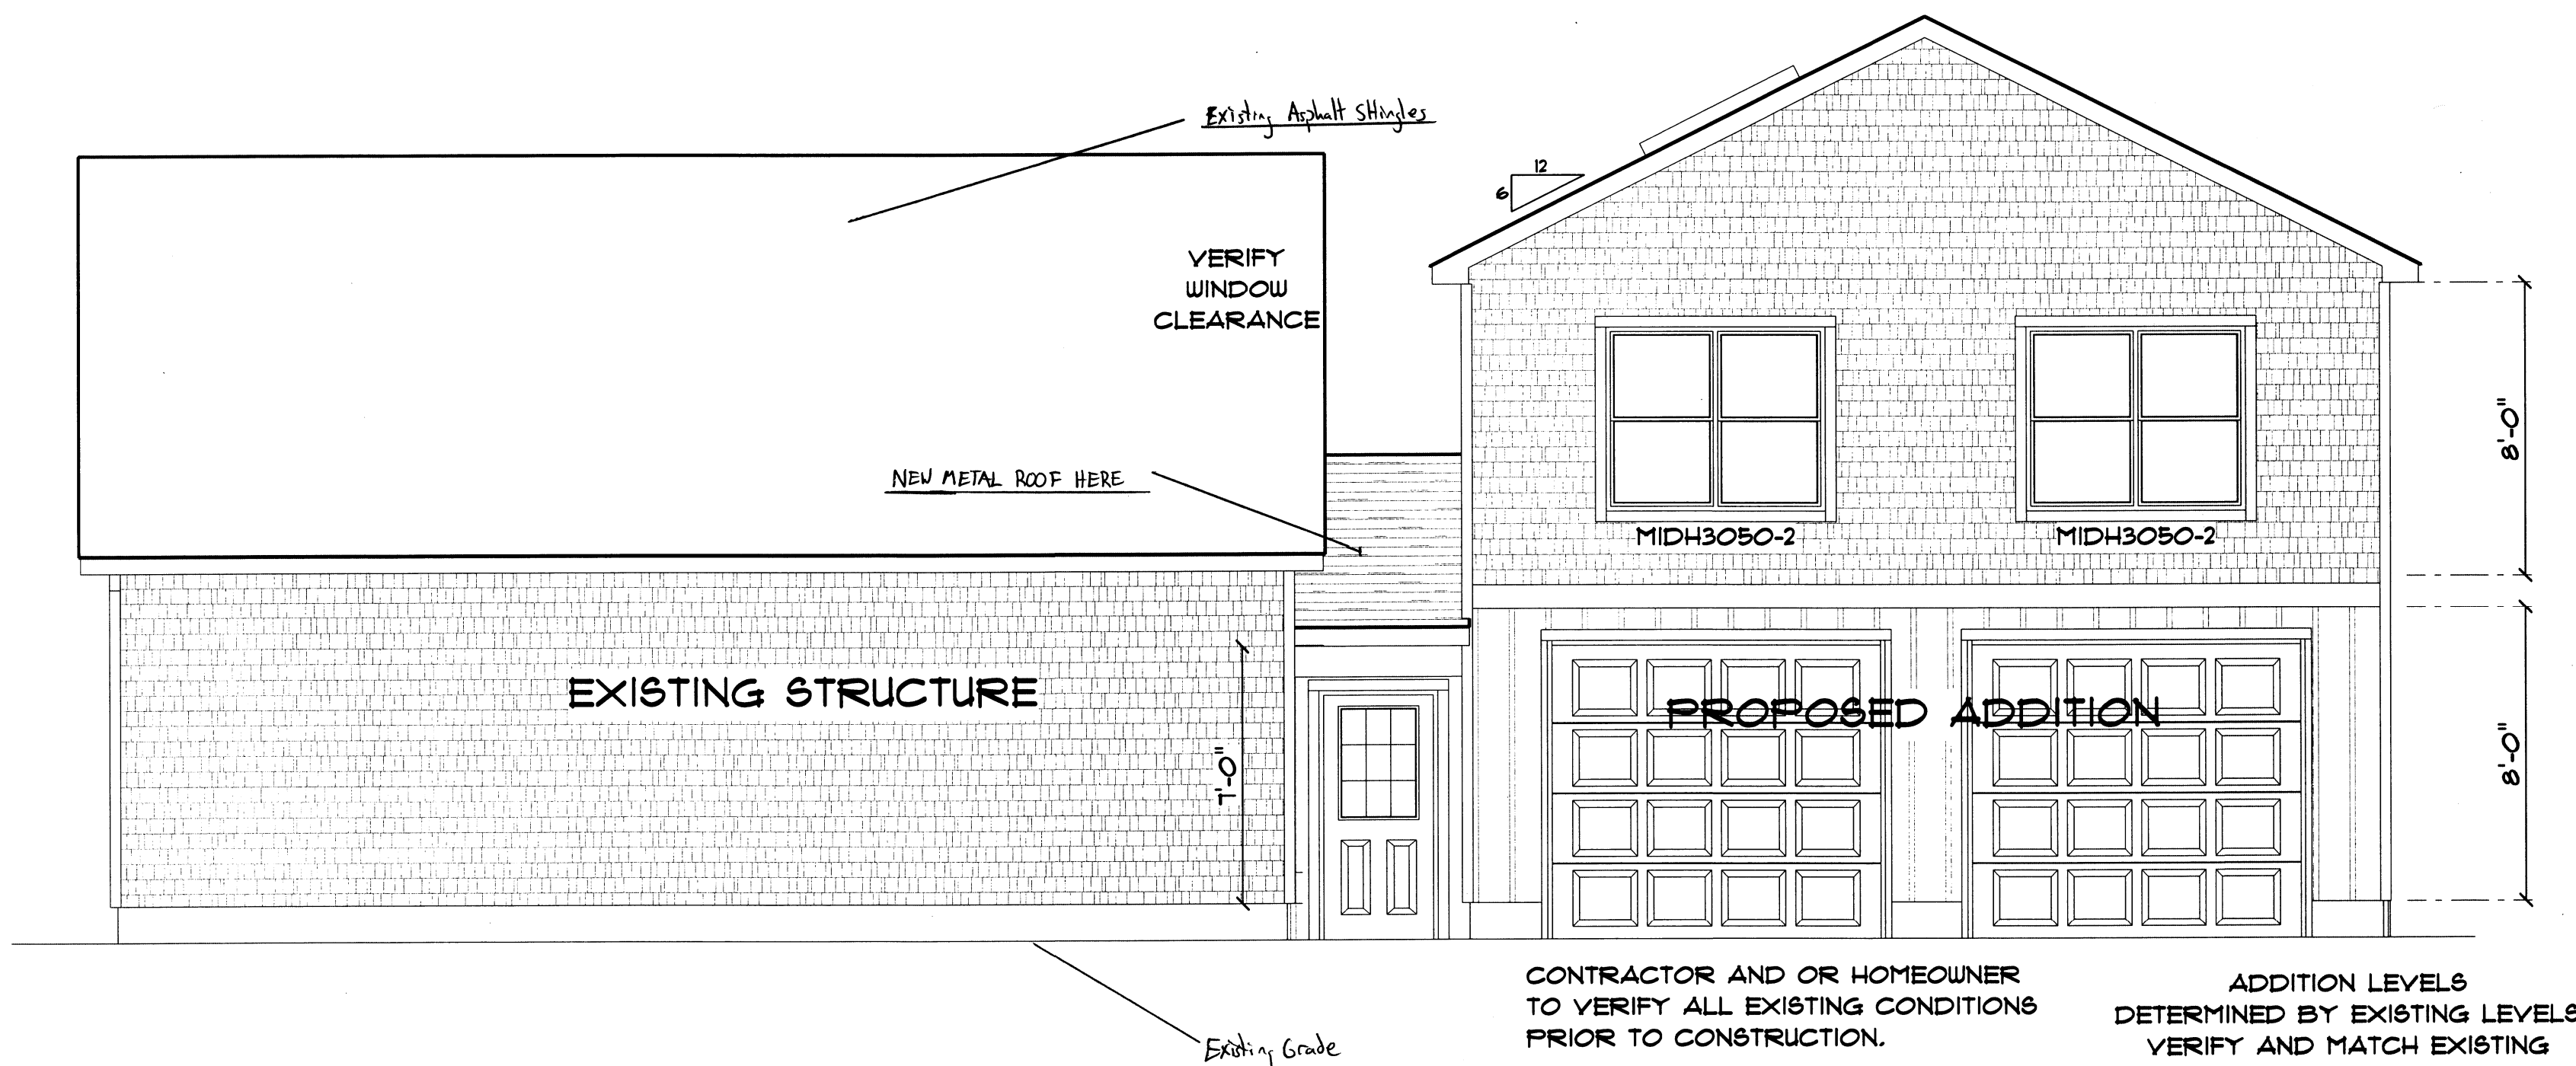 Existing Asphalt SHingles
12
6
VERIFY
WINDOW
CLEARANCE
NEW METAL ROOF HERE
MIDH3050-2
MIDH3050-2
8'-0"
EXISTING STRUCTURE
PROPOSED ADDITION
7'-0"
8'-0"
CONTRACTOR AND OR HOMEOWNER
TO VERIFY ALL EXISTING CONDITIONS
PRIOR TO CONSTRUCTION.
ADDITION LEVELS
DETERMINED BY EXISTING LEVELS
VERIFY AND MATCH EXISTING
Existing Grade